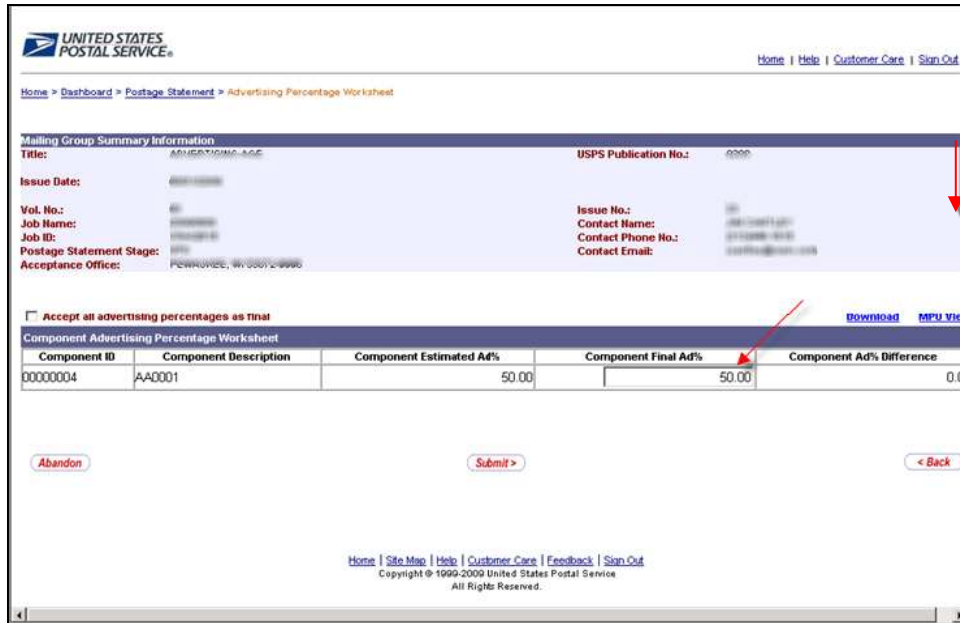 UNITED STATES
POSTAL SERVICE®
Home | Help | Customer Care | Sign Out
Home > Dashboard > Postage Statement > Advertising Percentage Worksheet
Mailing Group Summary Information
Title: USPS Publication No.:
Issue Date:
Vol. No.: Issue No.:
Job Name: Contact Name:
Job ID: Contact Phone No.:
Postage Statement Stage: Contact Email:
Acceptance Office:
Accept all advertising percentages as final Download MPU Vie
Component Advertising Percentage Worksheet
Component ID Component Description Component Estimated Ad% Component Final Ad% Component Ad% Difference
00000004 AA0001 50.00 50.00 0.0
Abandon Submit > < Back
Home | Site Map | Help | Customer Care | Feedback | Sign Out
Copyright © 1999-2009 United States Postal Service
All Rights Reserved.